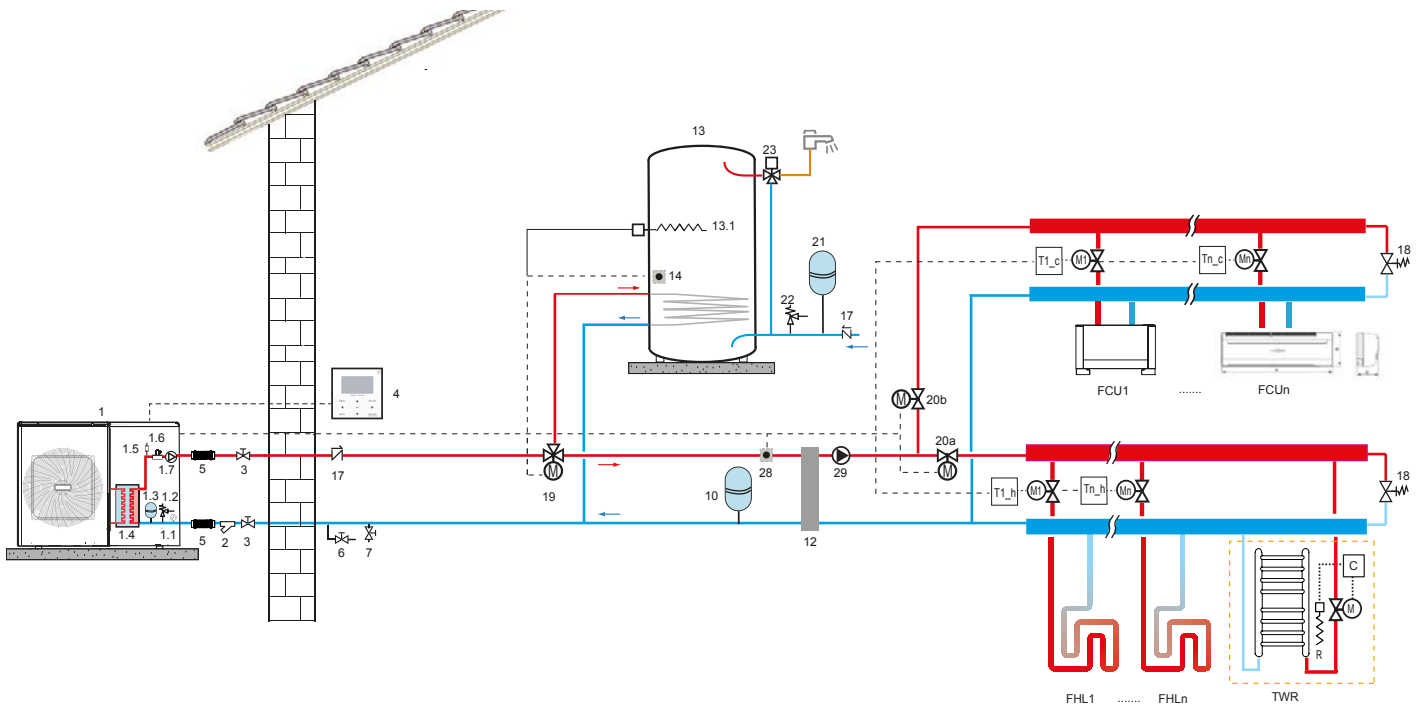 13
23
13.1
21
14
22
17
18
T1_c
M1
Tn_c
Mn
FCU1
.......
FCUn
4
M
20b
1
1.6
1.5
1.7
5
3
17
M
19
28
29
20a
M
1.3
1.2
10
1.4
1.1
5
2
3
6
7
12
T1_h
M1
Tn_h
Mn
18
C
M
R
FHL1
.......
FHLn
TWR